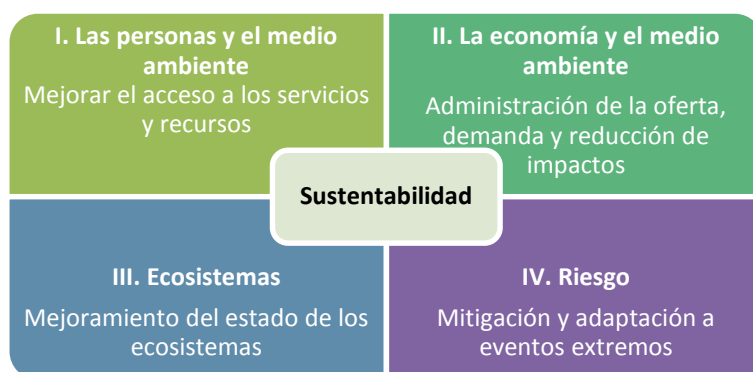 I. Las personas y el medio
ambiente
Mejorar el acceso a los servicios
y recursos
II. La economía y el medio
ambiente
Administración de la oferta,
demanda y reducción de
impactos
Sustentabilidad
III. Ecosistemas
Mejoramiento del estado de los
ecosistemas
IV. Riesgo
Mitigación y adaptación a
eventos extremos